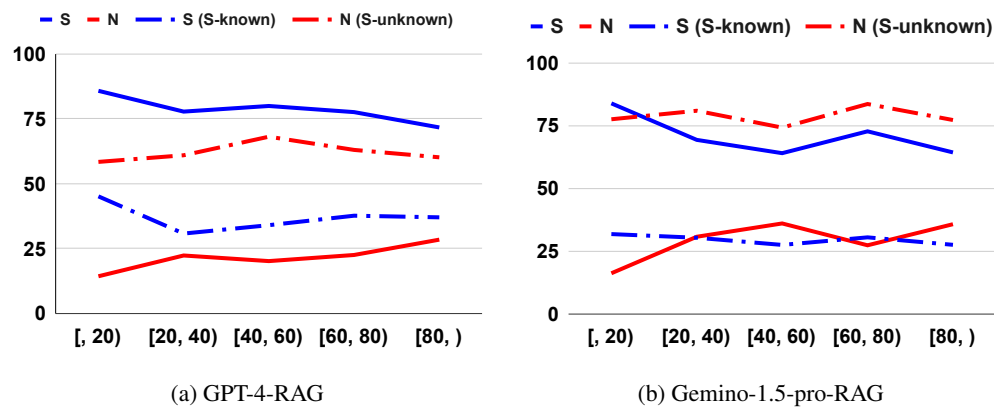 S N S (S-known) N (S-unknown)
100
75
50
25
0
[, 20) [20, 40) [40, 60) [60, 80) [80, )
(a) GPT-4-RAG
S N S (S-known) N (S-unknown)
100
75
50
25
0
[, 20) [20, 40) [40, 60) [60, 80) [80, )
(b) Gemino-1.5-pro-RAG